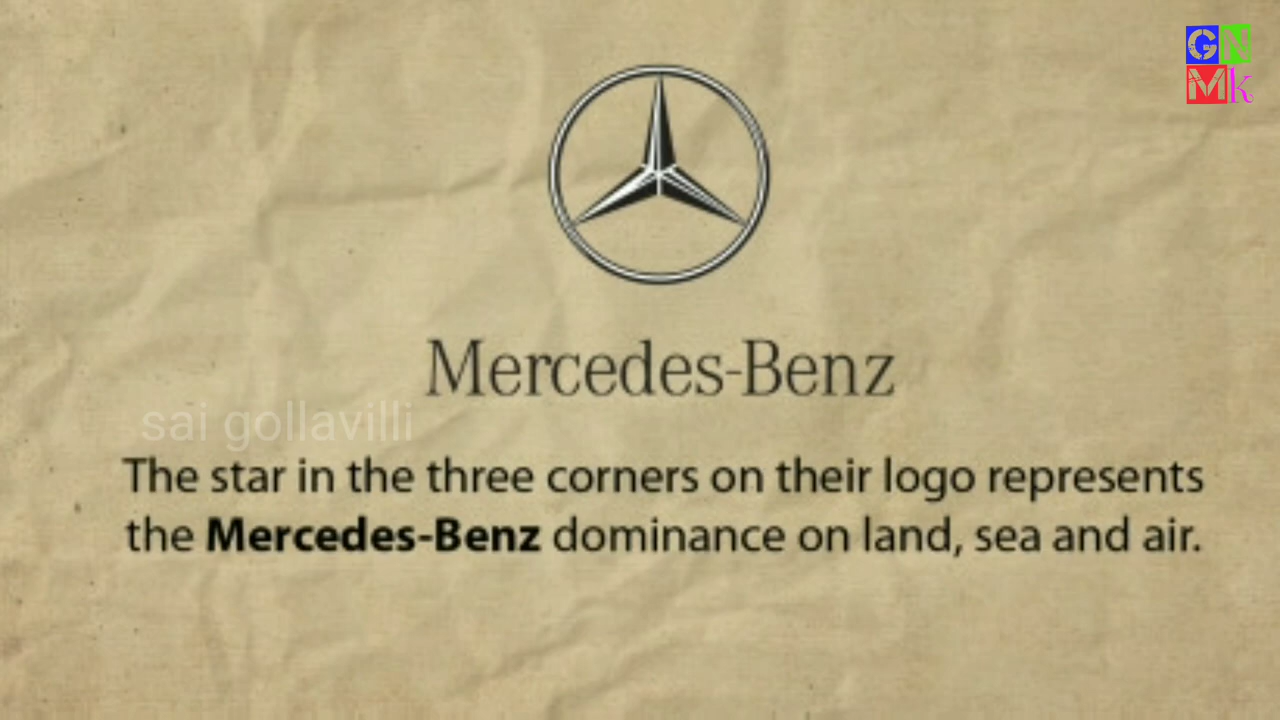 GN
Mk
Mercedes-Benz
sai gollavilli
The star in the three corners on their logo represents
the Mercedes-Benz dominance on land, sea and air.